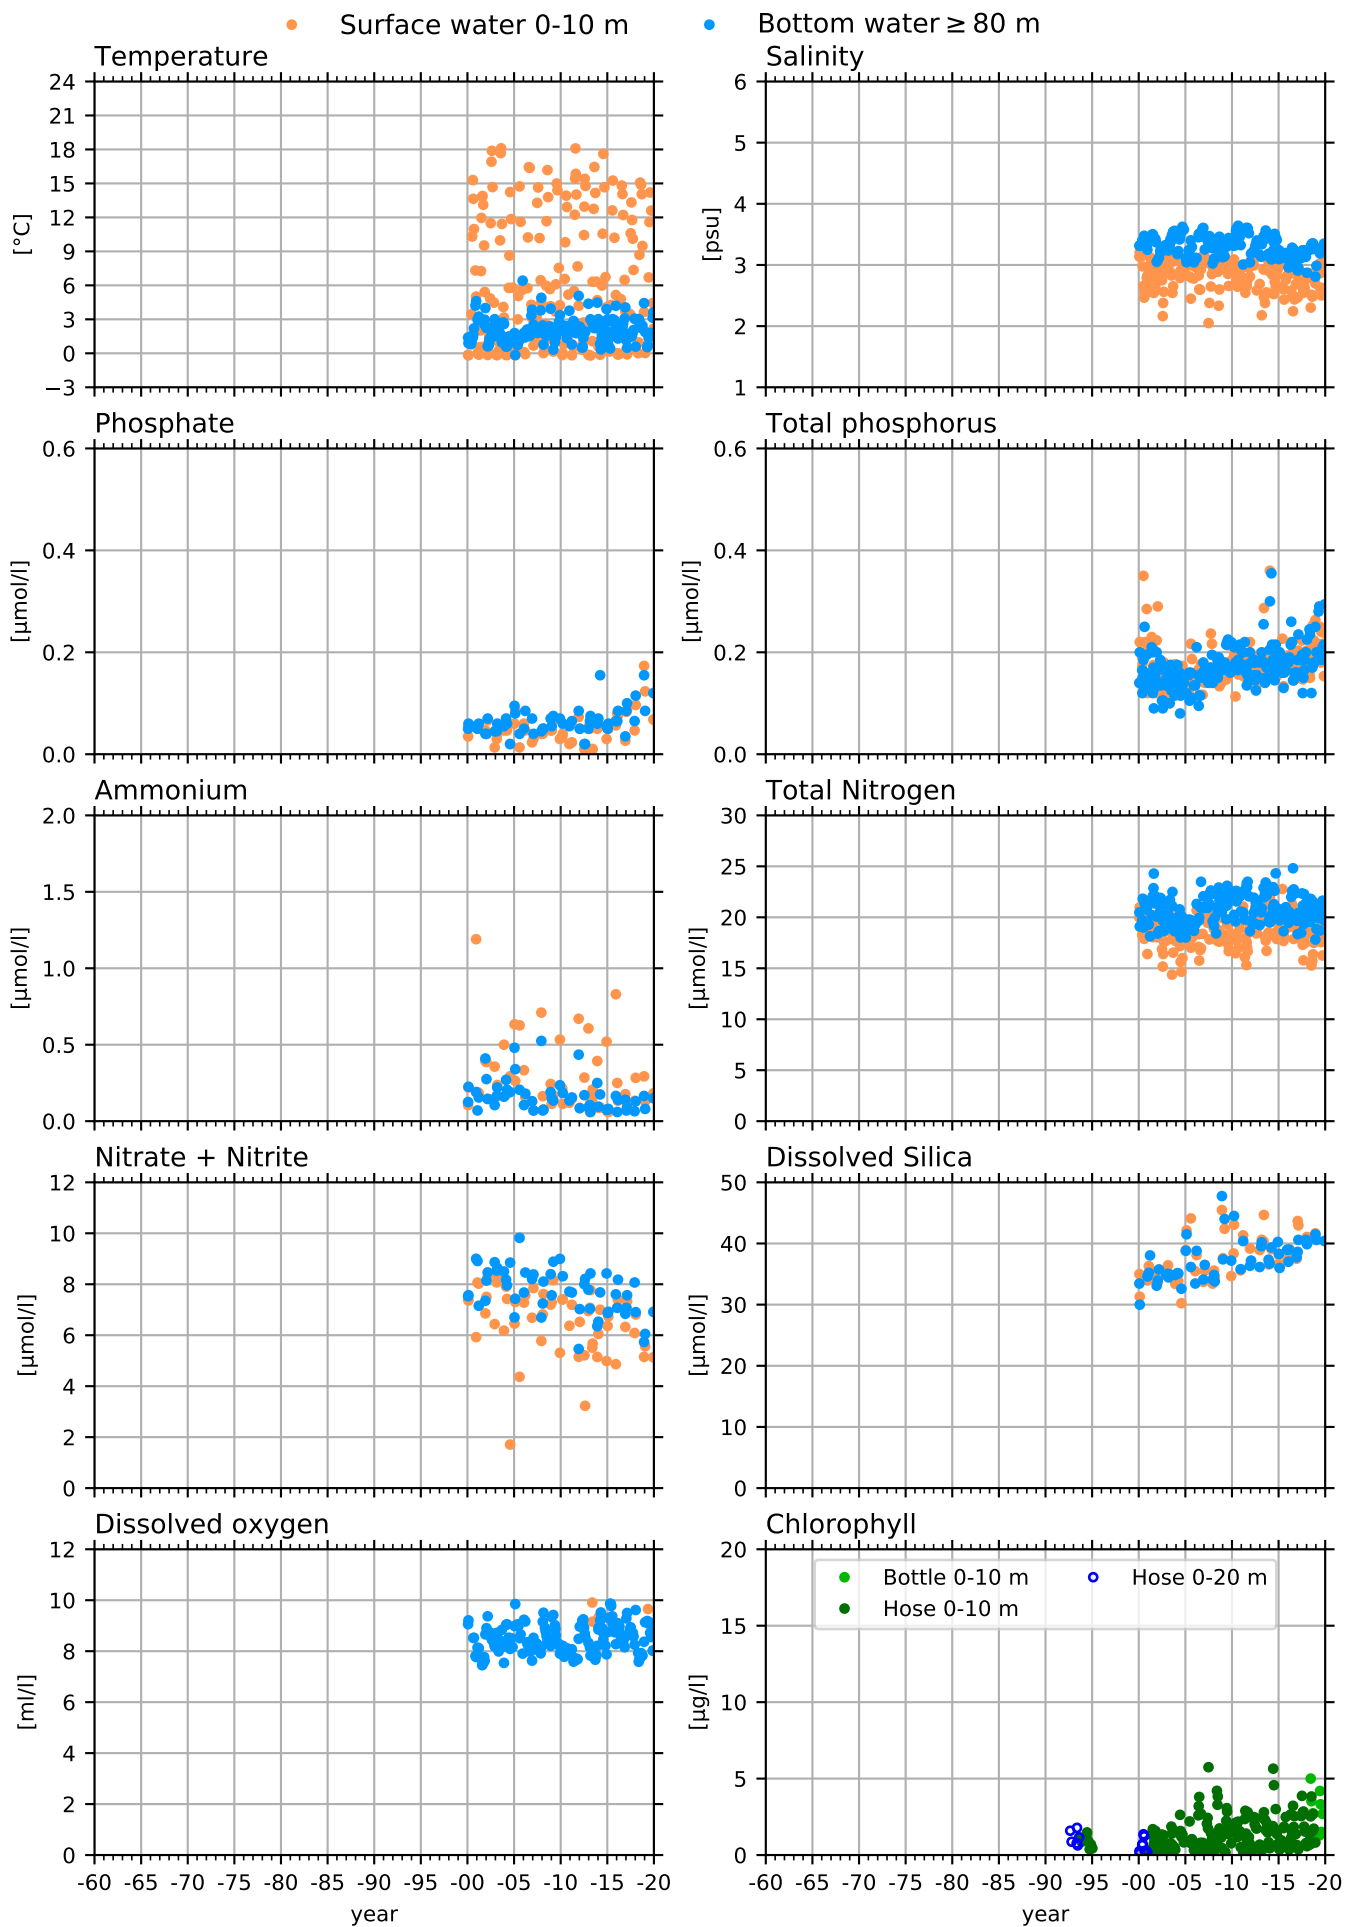 Surface water 0-10 m
Bottom water ≥ 80 m
Temperature
24
21
18
15
12
9
6
3
0
−3
[°C]
Salinity
6
5
4
3
2
1
[psu]
Phosphate
0.6
0.4
0.2
0.0
[µmol/l]
Total phosphorus
0.6
0.4
0.2
0.0
[µmol/l]
Ammonium
2.0
1.5
1.0
0.5
0.0
[µmol/l]
Total Nitrogen
30
25
20
15
10
5
0
[µmol/l]
Nitrate + Nitrite
12
10
8
6
4
2
0
[µmol/l]
Dissolved Silica
50
40
30
20
10
0
[µmol/l]
Dissolved oxygen
12
10
8
6
4
2
0
[ml/l]
-60 -65 -70 -75 -80 -85 -90 -95 -00 -05 -10 -15 -20
year
Chlorophyll
20
15
10
5
0
[µg/l]
Bottle 0-10 m
Hose 0-10 m
Hose 0-20 m
-60 -65 -70 -75 -80 -85 -90 -95 -00 -05 -10 -15 -20
year